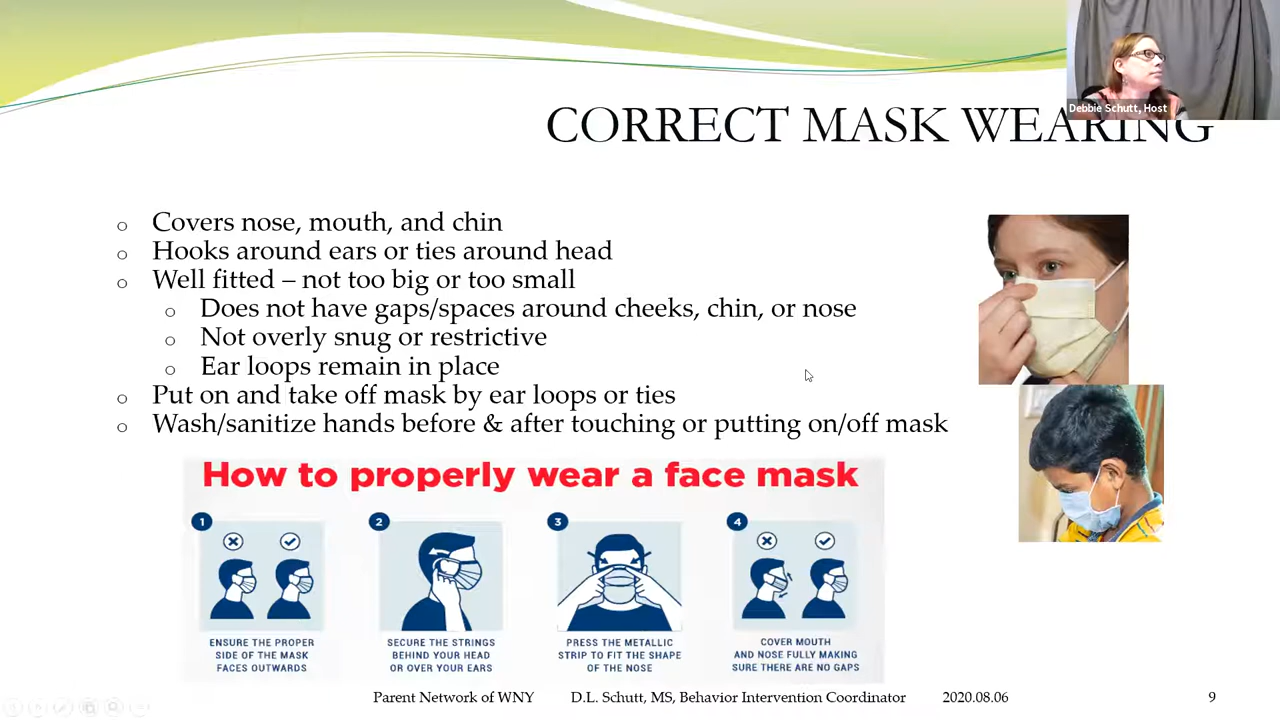 Debbie Schutt, Host
CORRECT MASK WEARING
o Covers nose, mouth, and chin
o Hooks around ears or ties around head
o Well fitted – not too big or too small
o Does not have gaps/spaces around cheeks, chin, or nose
o Not overly snug or restrictive
o Ear loops remain in place
o Put on and take off mask by ear loops or ties
o Wash/sanitize hands before & after touching or putting on/off mask
How to properly wear a face mask
1
ENSURE THE PROPER
SIDE OF THE MASK
FACES OUTWARDS
2
SECURE THE STRINGS
BEHIND YOUR HEAD
OR OVER YOUR EARS
3
PRESS THE METALLIC
STRIP TO FIT THE SHAPE
OF THE NOSE
4
COVER MOUTH
AND NOSE FULLY MAKING
SURE THERE ARE NO GAPS
Parent Network of WNY D.L. Schutt, MS, Behavior Intervention Coordinator 2020.08.06 9